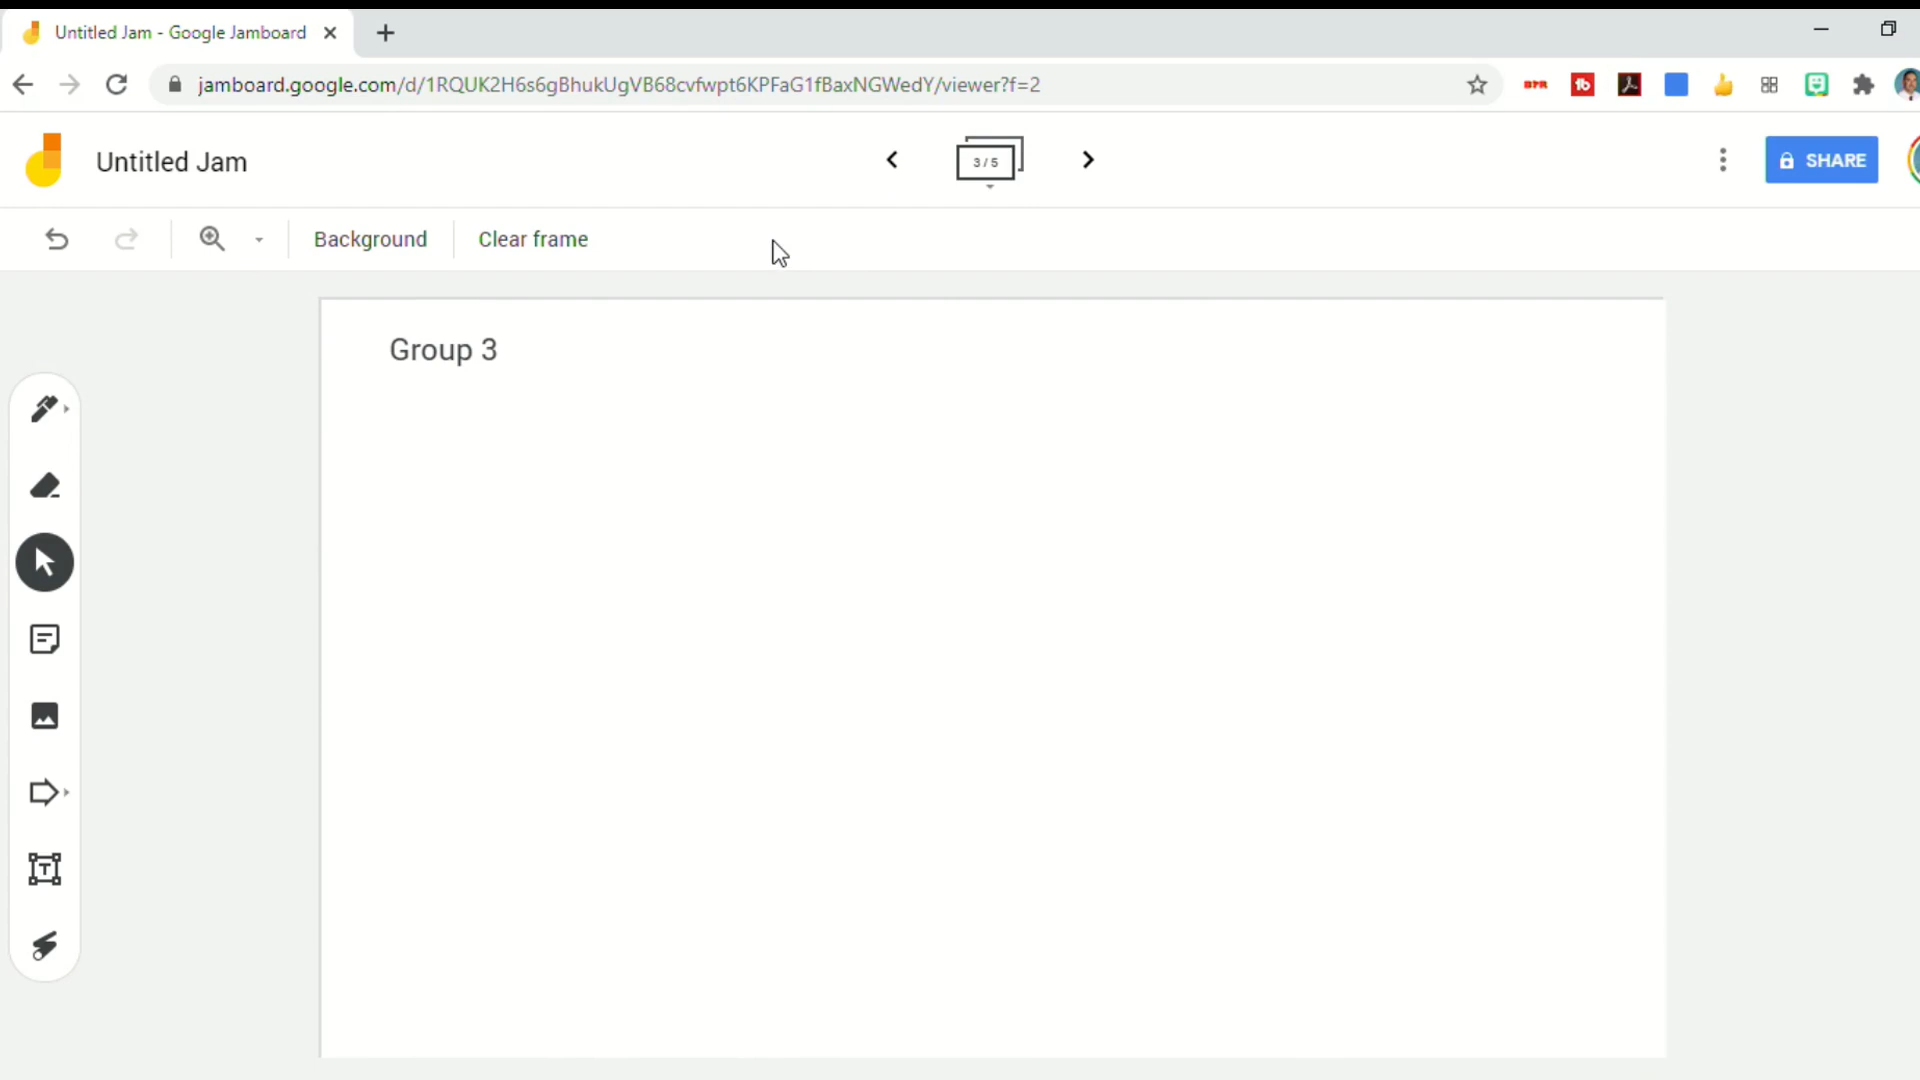 Untitled Jam - Google Jamboard
jamboard.google.com/d/1RQUK2H6s6gBhukUgVB68cvfwpt6KPFaG1fBaxNGWedY/viewer?f=2
Untitled Jam
3 / 5
SHARE
Background
Clear frame
Group 3